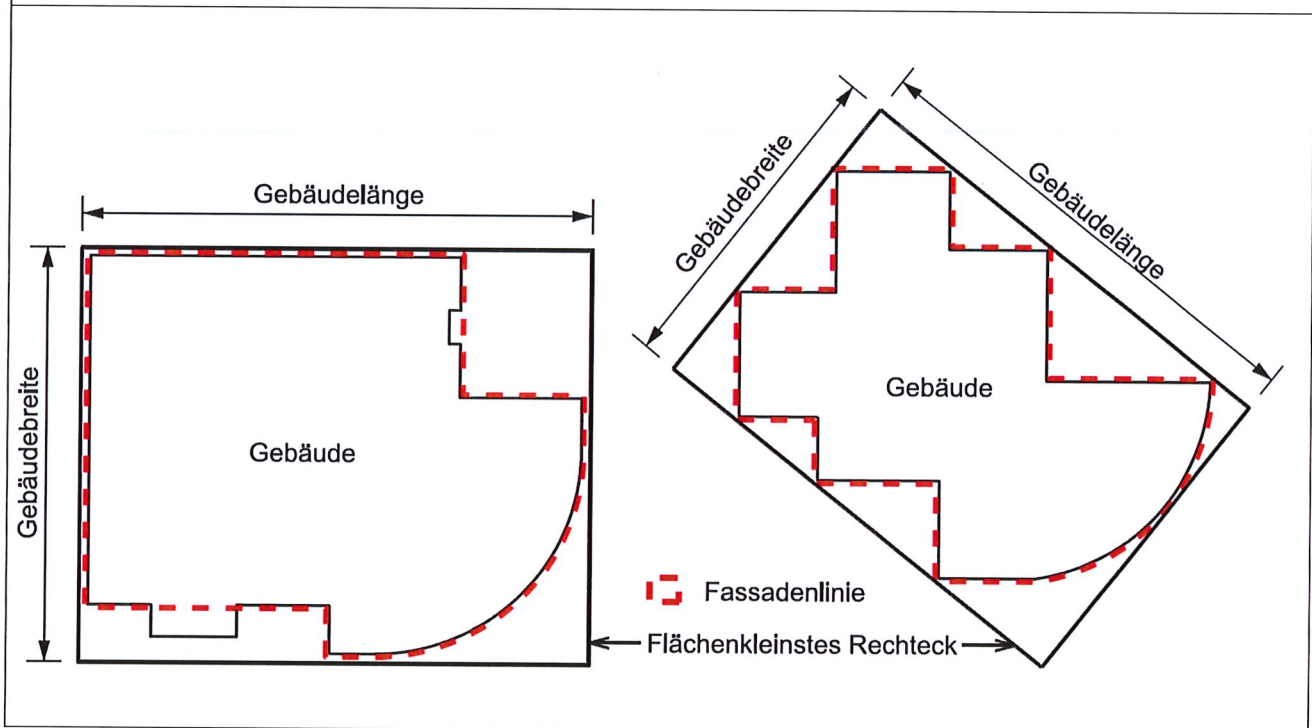 Gebäudelänge
Gebäudebreite
Gebäude
Gebäudebreite
Gebäudelänge
Gebäude
Fassadenlinie
Flächenkleinstes Rechteck